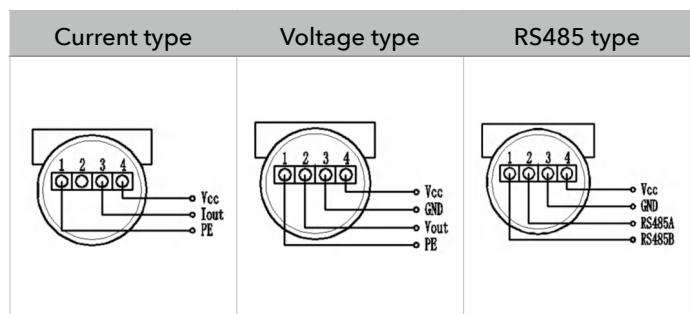 Current type
Voltage type
RS485 type
1 2 3 4
Vcc
Iout
PE
1 2 3 4
Vcc
GND
Vout
PE
1 2 3 4
Vcc
GND
RS485A
RS485B